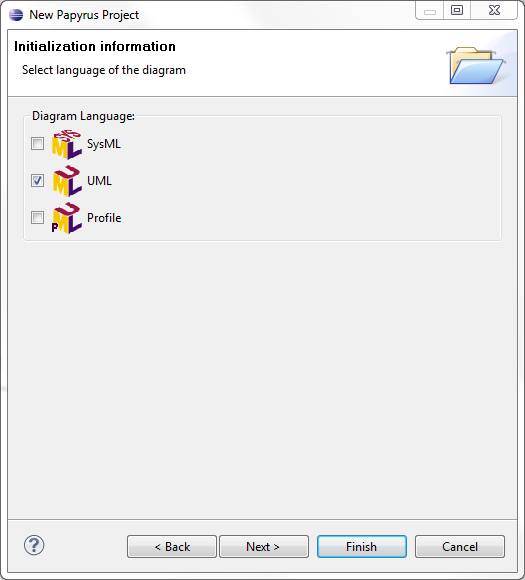 New Papyrus Project
Initialization information
Select language of the diagram
Diagram Language:
SysML
UML
Profile
< Back
Next >
Finish
Cancel